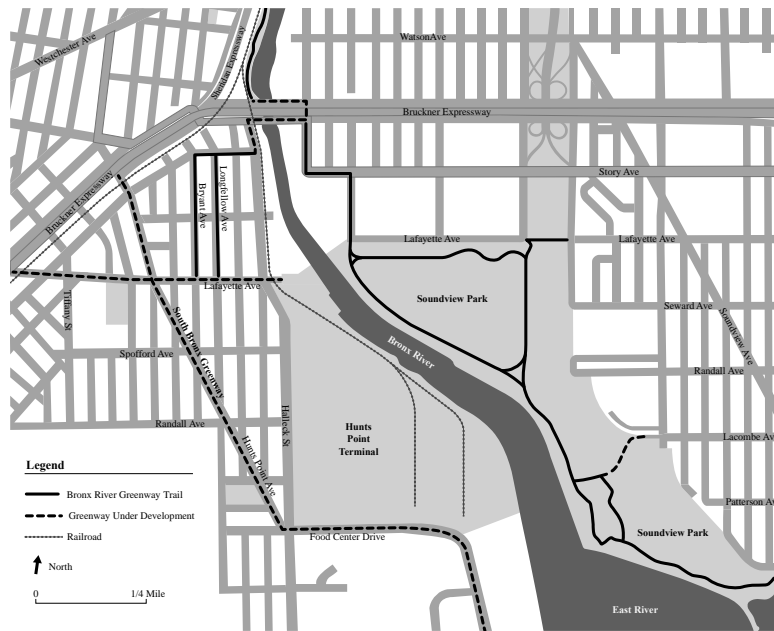 Westchester Ave
Sheridan Expressway
WatsonAve
Bruckner Expressway
Story Ave
Bruckner Expressway
Bryant Ave
Longfellow Ave
Lafayette Ave
Lafayette Ave
Lafayette Ave
Tiffany St
Soundview Park
Seward Ave
Soundview Ave
South Bronx Greenway
Bronx River
Spofford Ave
Randall Ave
Randall Ave
Halleck St
Hunts
Point
Terminal
Hunts Point Ave
Lacombe Av
Patterson Av
Legend
Bronx River Greenway Trail
Greenway Under Development
Railroad
North
0 1/4 Mile
Food Center Drive
Soundview Park
East River